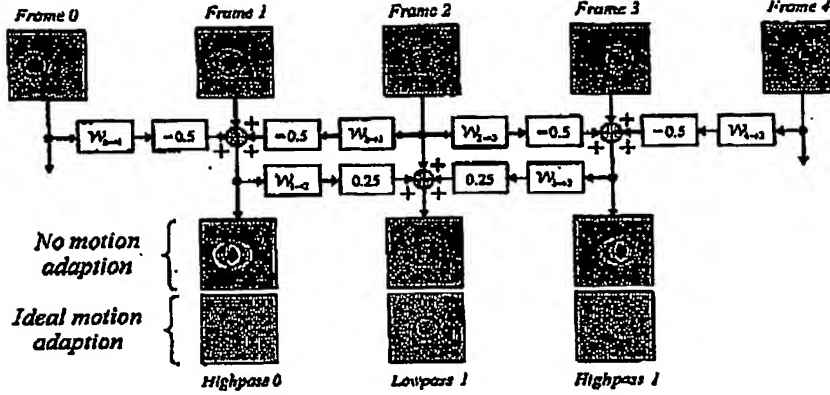 Frame 0
Frame 1
Frame 2
Frame 3
Frame 4
-0.5
-0.5
-0.5
-0.5
+ + +
+ + +
0.25
0.25
+ + +
No motion
adaption
Ideal motion
adaption
Highpass 0
Lowpass 1
Highpass 1